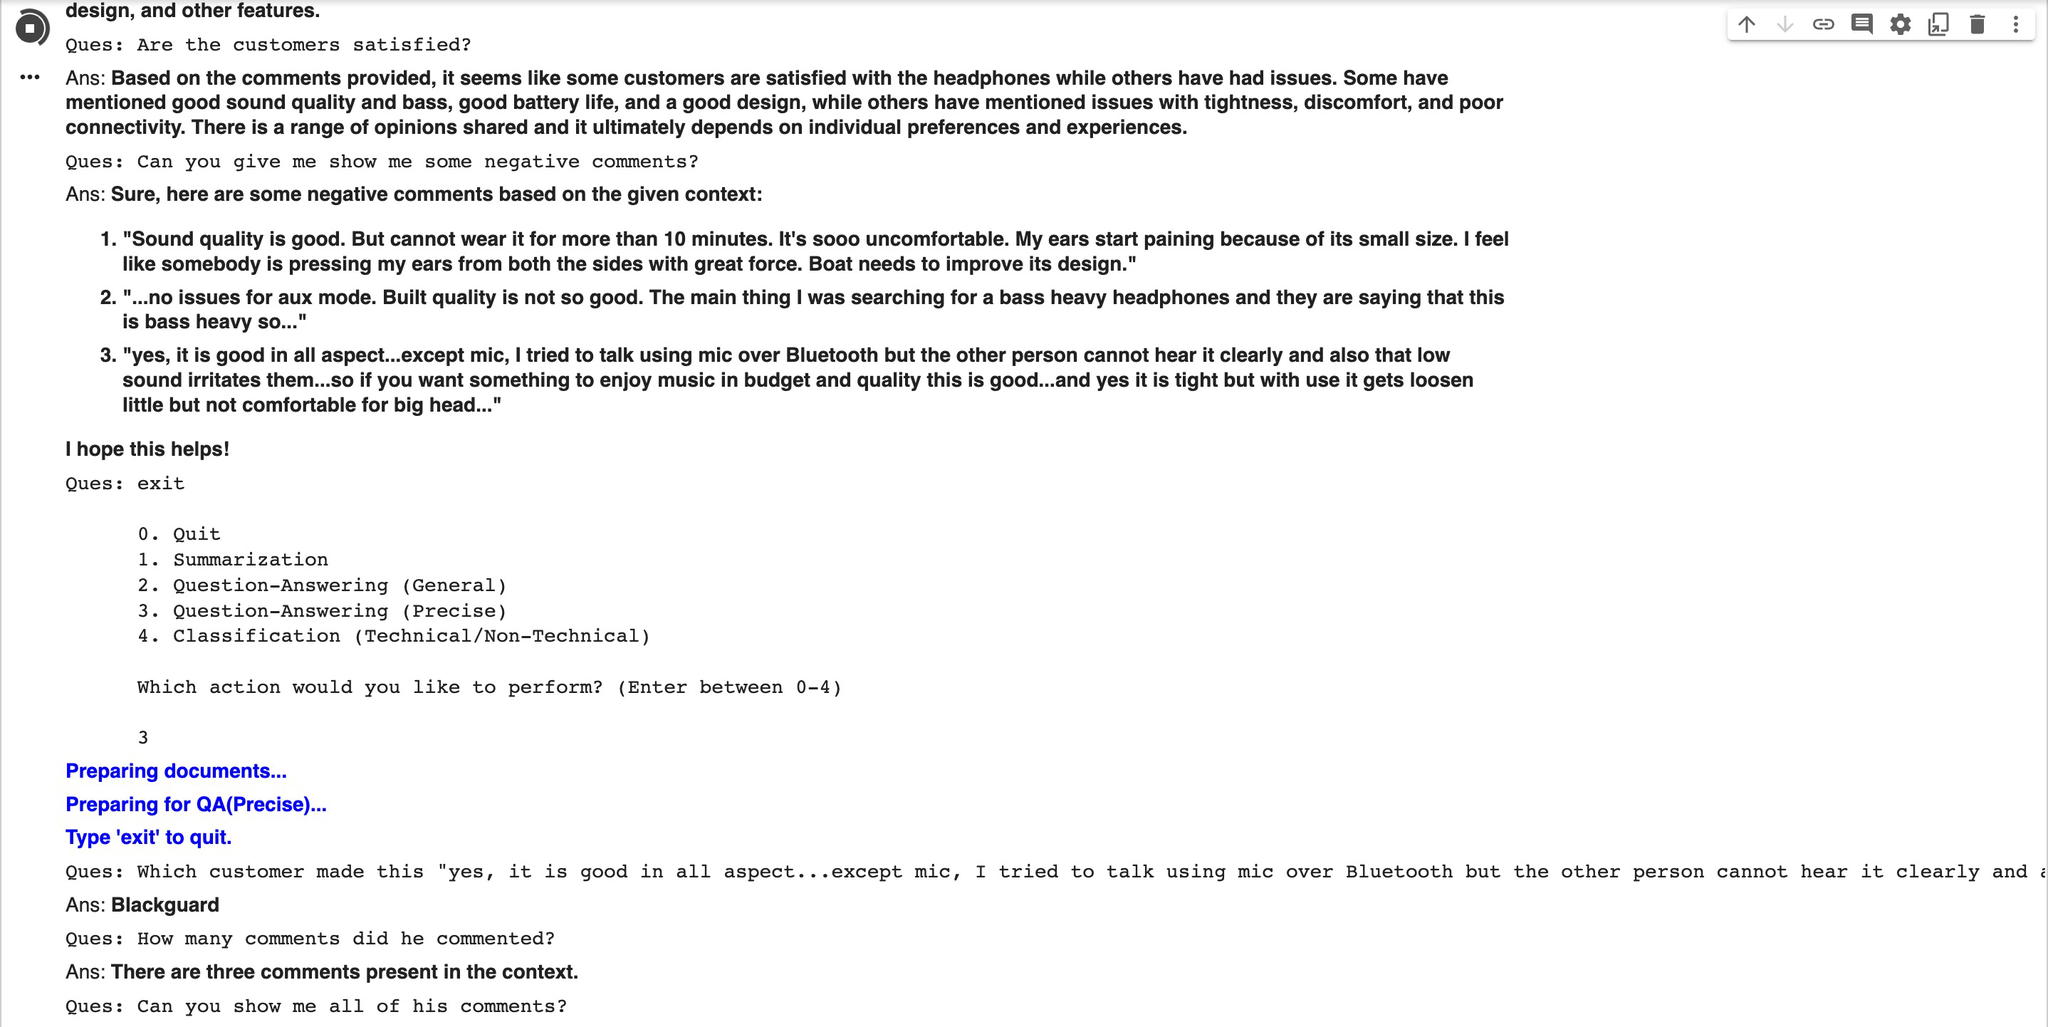 design, and other features.
Ques: Are the customers satisfied?
Ans: Based on the comments provided, it seems like some customers are satisfied with the headphones while others have had issues. Some have
mentioned good sound quality and bass, good battery life, and a good design, while others have mentioned issues with tightness, discomfort, and poor
connectivity. There is a range of opinions shared and it ultimately depends on individual preferences and experiences.
Ques: Can you give me show me some negative comments?
Ans: Sure, here are some negative comments based on the given context:
1. "Sound quality is good. But cannot wear it for more than 10 minutes. It's sooo uncomfortable. My ears start paining because of its small size. I feel
like somebody is pressing my ears from both the sides with great force. Boat needs to improve its design."
2. "...no issues for aux mode. Built quality is not so good. The main thing I was searching for a bass heavy headphones and they are saying that this
is bass heavy so..."
3. "yes, it is good in all aspect...except mic, I tried to talk using mic over Bluetooth but the other person cannot hear it clearly and also that low
sound irritates them...so if you want something to enjoy music in budget and quality this is good...and yes it is tight but with use it gets loosen
little but not comfortable for big head..."
I hope this helps!
Ques: exit
0. Quit
1. Summarization
2. Question-Answering (General)
3. Question-Answering (Precise)
4. Classification (Technical/Non-Technical)
Which action would you like to perform? (Enter between 0-4)
3
Preparing documents...
Preparing for QA(Precise)...
Type 'exit' to quit.
Ques: Which customer made this "yes, it is good in all aspect...except mic, I tried to talk using mic over Bluetooth but the other person cannot hear it clearly and
Ans: Blackguard
Ques: How many comments did he commented?
Ans: There are three comments present in the context.
Ques: Can you show me all of his comments?